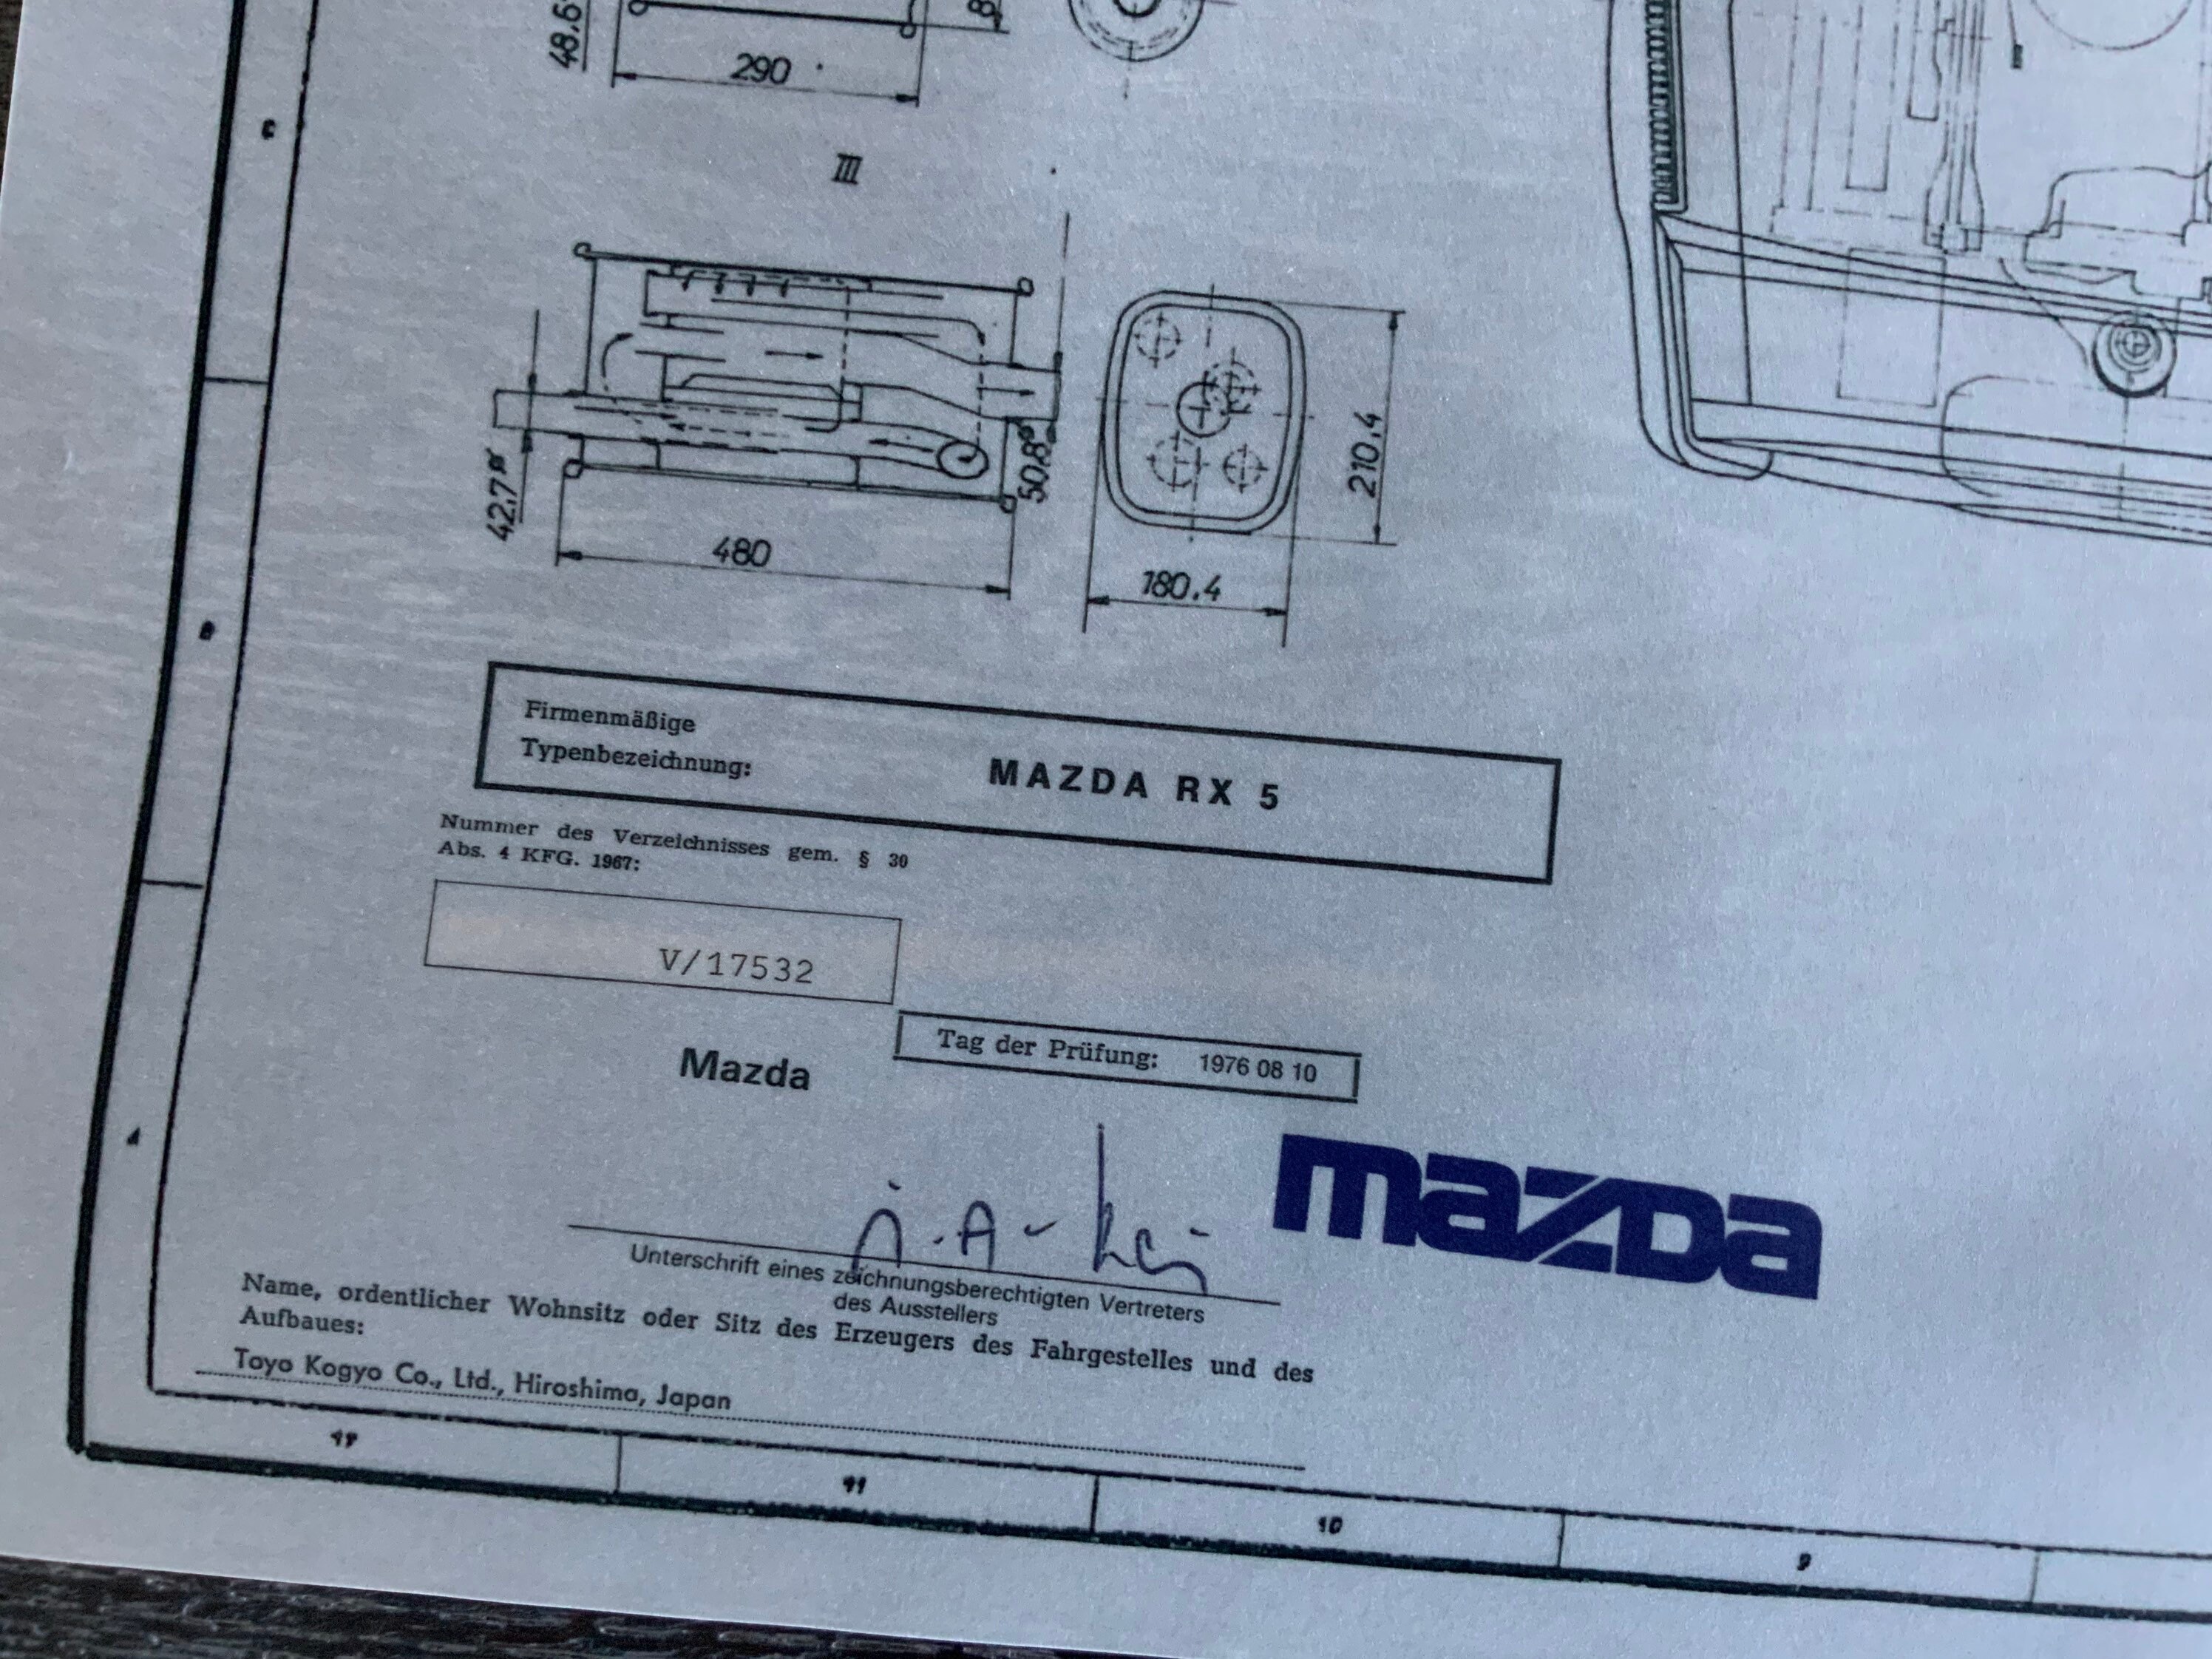 48.6
290
C
III
42.7ø
50.8ø
480
180.4
210.4
B
Firmenmäßige
Typenbezeichnung:
MAZDA RX 5
Nummer des Verzeichnisses gem. § 30
Abs. 4 KFG. 1967:
V/17532
Tag der Prüfung: 1976 08 10
Mazda
A
mazda
Unterschrift eines zeichnungsberechtigten Vertreters
des Ausstellers
Name, ordentlicher Wohnsitz oder Sitz des Erzeugers des Fahrgestelles und des
Aufbaues:
Toyo Kogyo Co., Ltd., Hiroshima, Japan
11
10
9